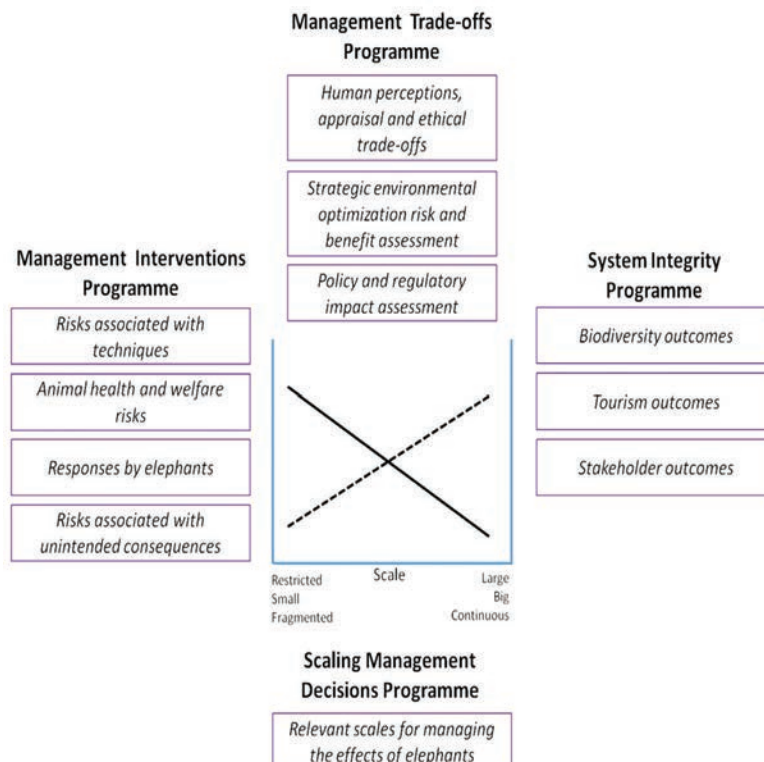 Management Trade-offs
Programme
Human perceptions,
appraisal and ethical
trade-offs
Strategic environmental
optimization risk and
benefit assessment
Policy and regulatory
impact assessment
Management Interventions
Programme
Risks associated with
techniques
Animal health and welfare
risks
Responses by elephants
Risks associated with
unintended consequences
System Integrity
Programme
Biodiversity outcomes
Tourism outcomes
Stakeholder outcomes
Scale
Restricted
Small
Fragmented
Large
Big
Continuous
Scaling Management
Decisions Programme
Relevant scales for managing
the effects of elephants